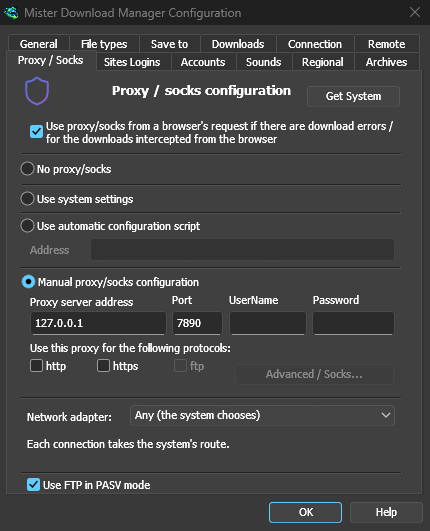 Mister Download Manager Configuration
General File types Save to Downloads Connection Remote
Proxy / Socks Sites Logins Accounts Sounds Regional Archives
Proxy / socks configuration
Get System
Use proxy/socks from a browser's request if there are download errors /
for the downloads intercepted from the browser
No proxy/socks
Use system settings
Use automatic configuration script
Address
Manual proxy/socks configuration
Proxy server address Port UserName Password
127.0.0.1 7890
Use this proxy for the following protocols:
http https ftp
Advanced / Socks...
Network adapter: Any (the system chooses)
Each connection takes the system's route.
Use FTP in PASV mode
OK Help